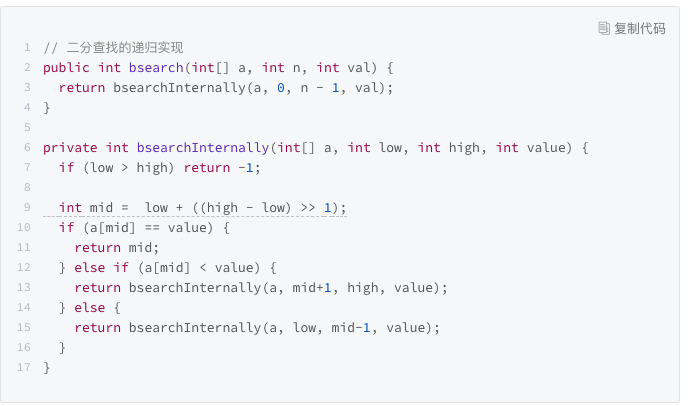 复制代码
1 // 二分查找的递归实现
2 public int bsearch(int[] a, int n, int val) {
3   return bsearchInternally(a, 0, n - 1, val);
4 }
5
6 private int bsearchInternally(int[] a, int low, int high, int value) {
7   if (low > high) return -1;
8
9   int mid =  low + ((high - low) >> 1);
10   if (a[mid] == value) {
11     return mid;
12   } else if (a[mid] < value) {
13     return bsearchInternally(a, mid+1, high, value);
14   } else {
15     return bsearchInternally(a, low, mid-1, value);
16   }
17 }